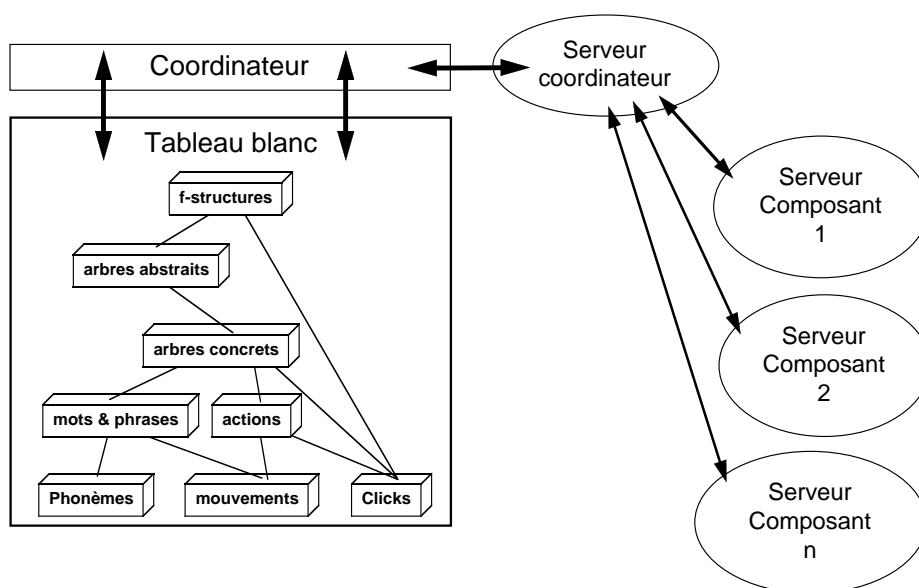 Coordinateur
Serveur
coordinateur
Tableau blanc
f-structures
arbres abstraits
arbres concrets
mots & phrases
actions
Phonèmes
mouvements
Clicks
Serveur
Composant
1
Serveur
Composant
2
Serveur
Composant
n